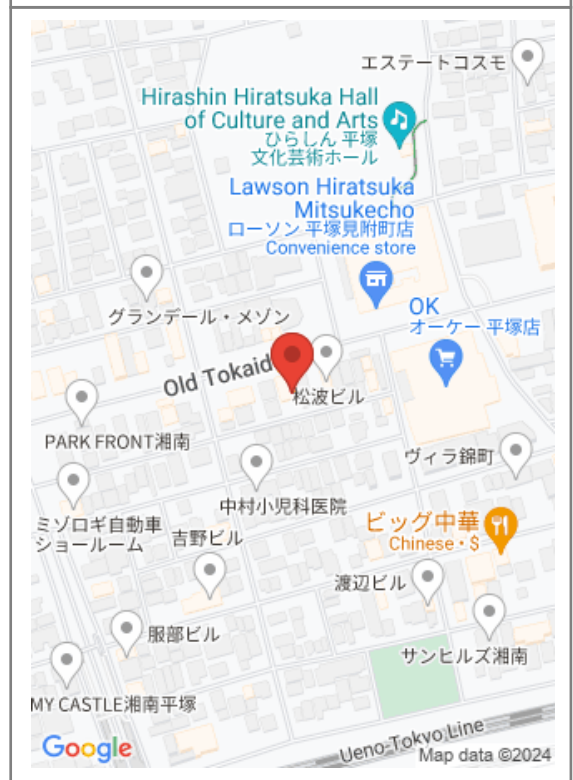 エステートコスモ
Hirashin Hiratsuka Hall
of Culture and Arts
ひらしん 平塚
文化芸術ホール
Lawson Hiratsuka
Mitsukecho
ローソン 平塚見附町店
Convenience store
グランデール・メゾン
OK
オーケー 平塚店
Old Tokaid
松波ビル
PARK FRONT湘南
ヴィラ錦町
中村小児科医院
ミゾロギ自動車
ショールーム
吉野ビル
ビッグ中華
Chinese • $
渡辺ビル
服部ビル
サンヒルズ湘南
MY CASTLE湘南平塚
Ueno-Tokyo Line
Google
Map data ©2024